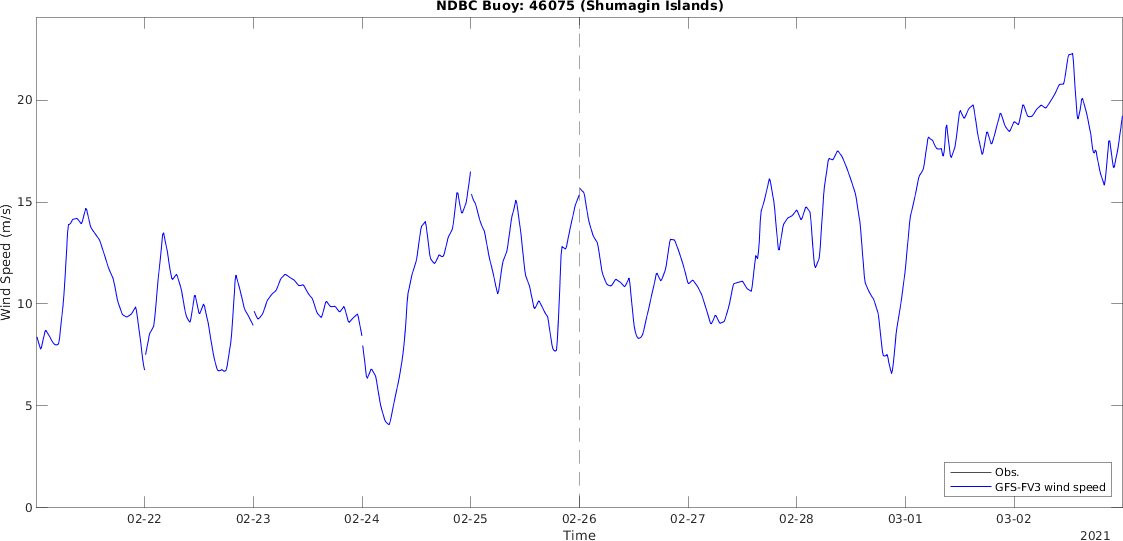 NDBC Buoy: 46075 (Shumagin Islands)
Wind Speed (m/s)
20
15
10
5
0
02-22 02-23 02-24 02-25 02-26 02-27 02-28 03-01 03-02
Time
2021
Obs.
GFS-FV3 wind speed